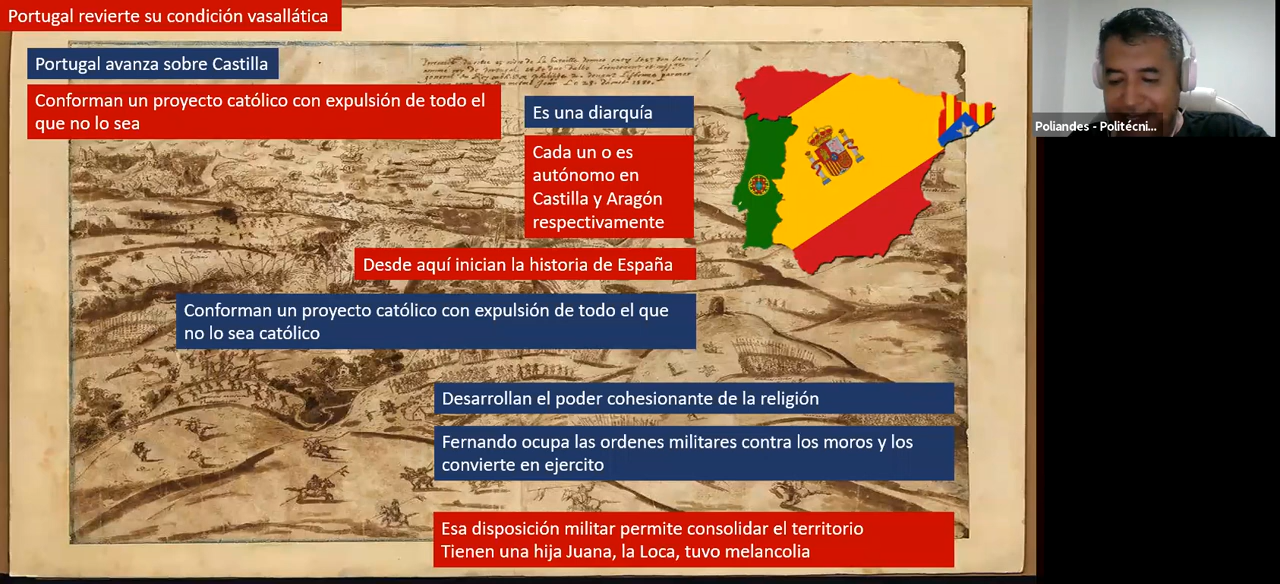 Portugal revierte su condición vasallática
Portugal avanza sobre Castilla
Conforman un proyecto católico con expulsión de todo el
que no lo sea
Es una diarquía
Cada un o es
autónomo en
Castilla y Aragón
respectivamente
Desde aquí inician la historia de España
Conforman un proyecto católico con expulsión de todo el que
no lo sea católico
Desarrollan el poder cohesionante de la religión
Fernando ocupa las ordenes militares contra los moros y los
convierte en ejercito
Esa disposición militar permite consolidar el territorio
Tienen una hija Juana, la Loca, tuvo melancolia
Poliandes - Politécni...